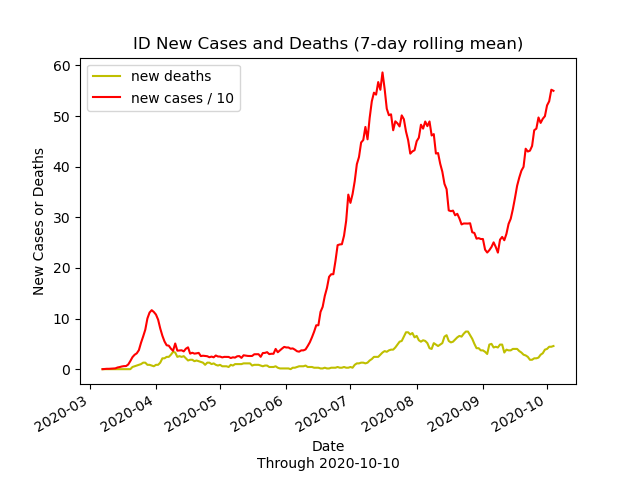 ID New Cases and Deaths (7-day rolling mean)
new deaths
new cases / 10
New Cases or Deaths
60
50
40
30
20
10
0
2020-03
2020-04
2020-05
2020-06
2020-07
2020-08
2020-09
2020-10
Date
Through 2020-10-10